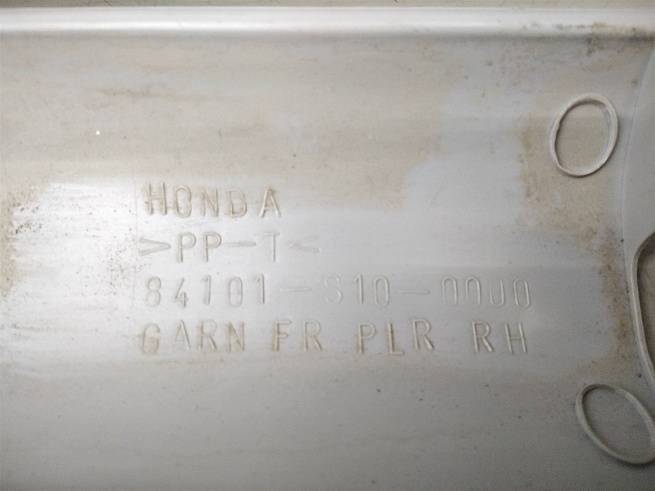 HONDA
>PP-T<
84101-S10-0000
GARN FR PLR RH